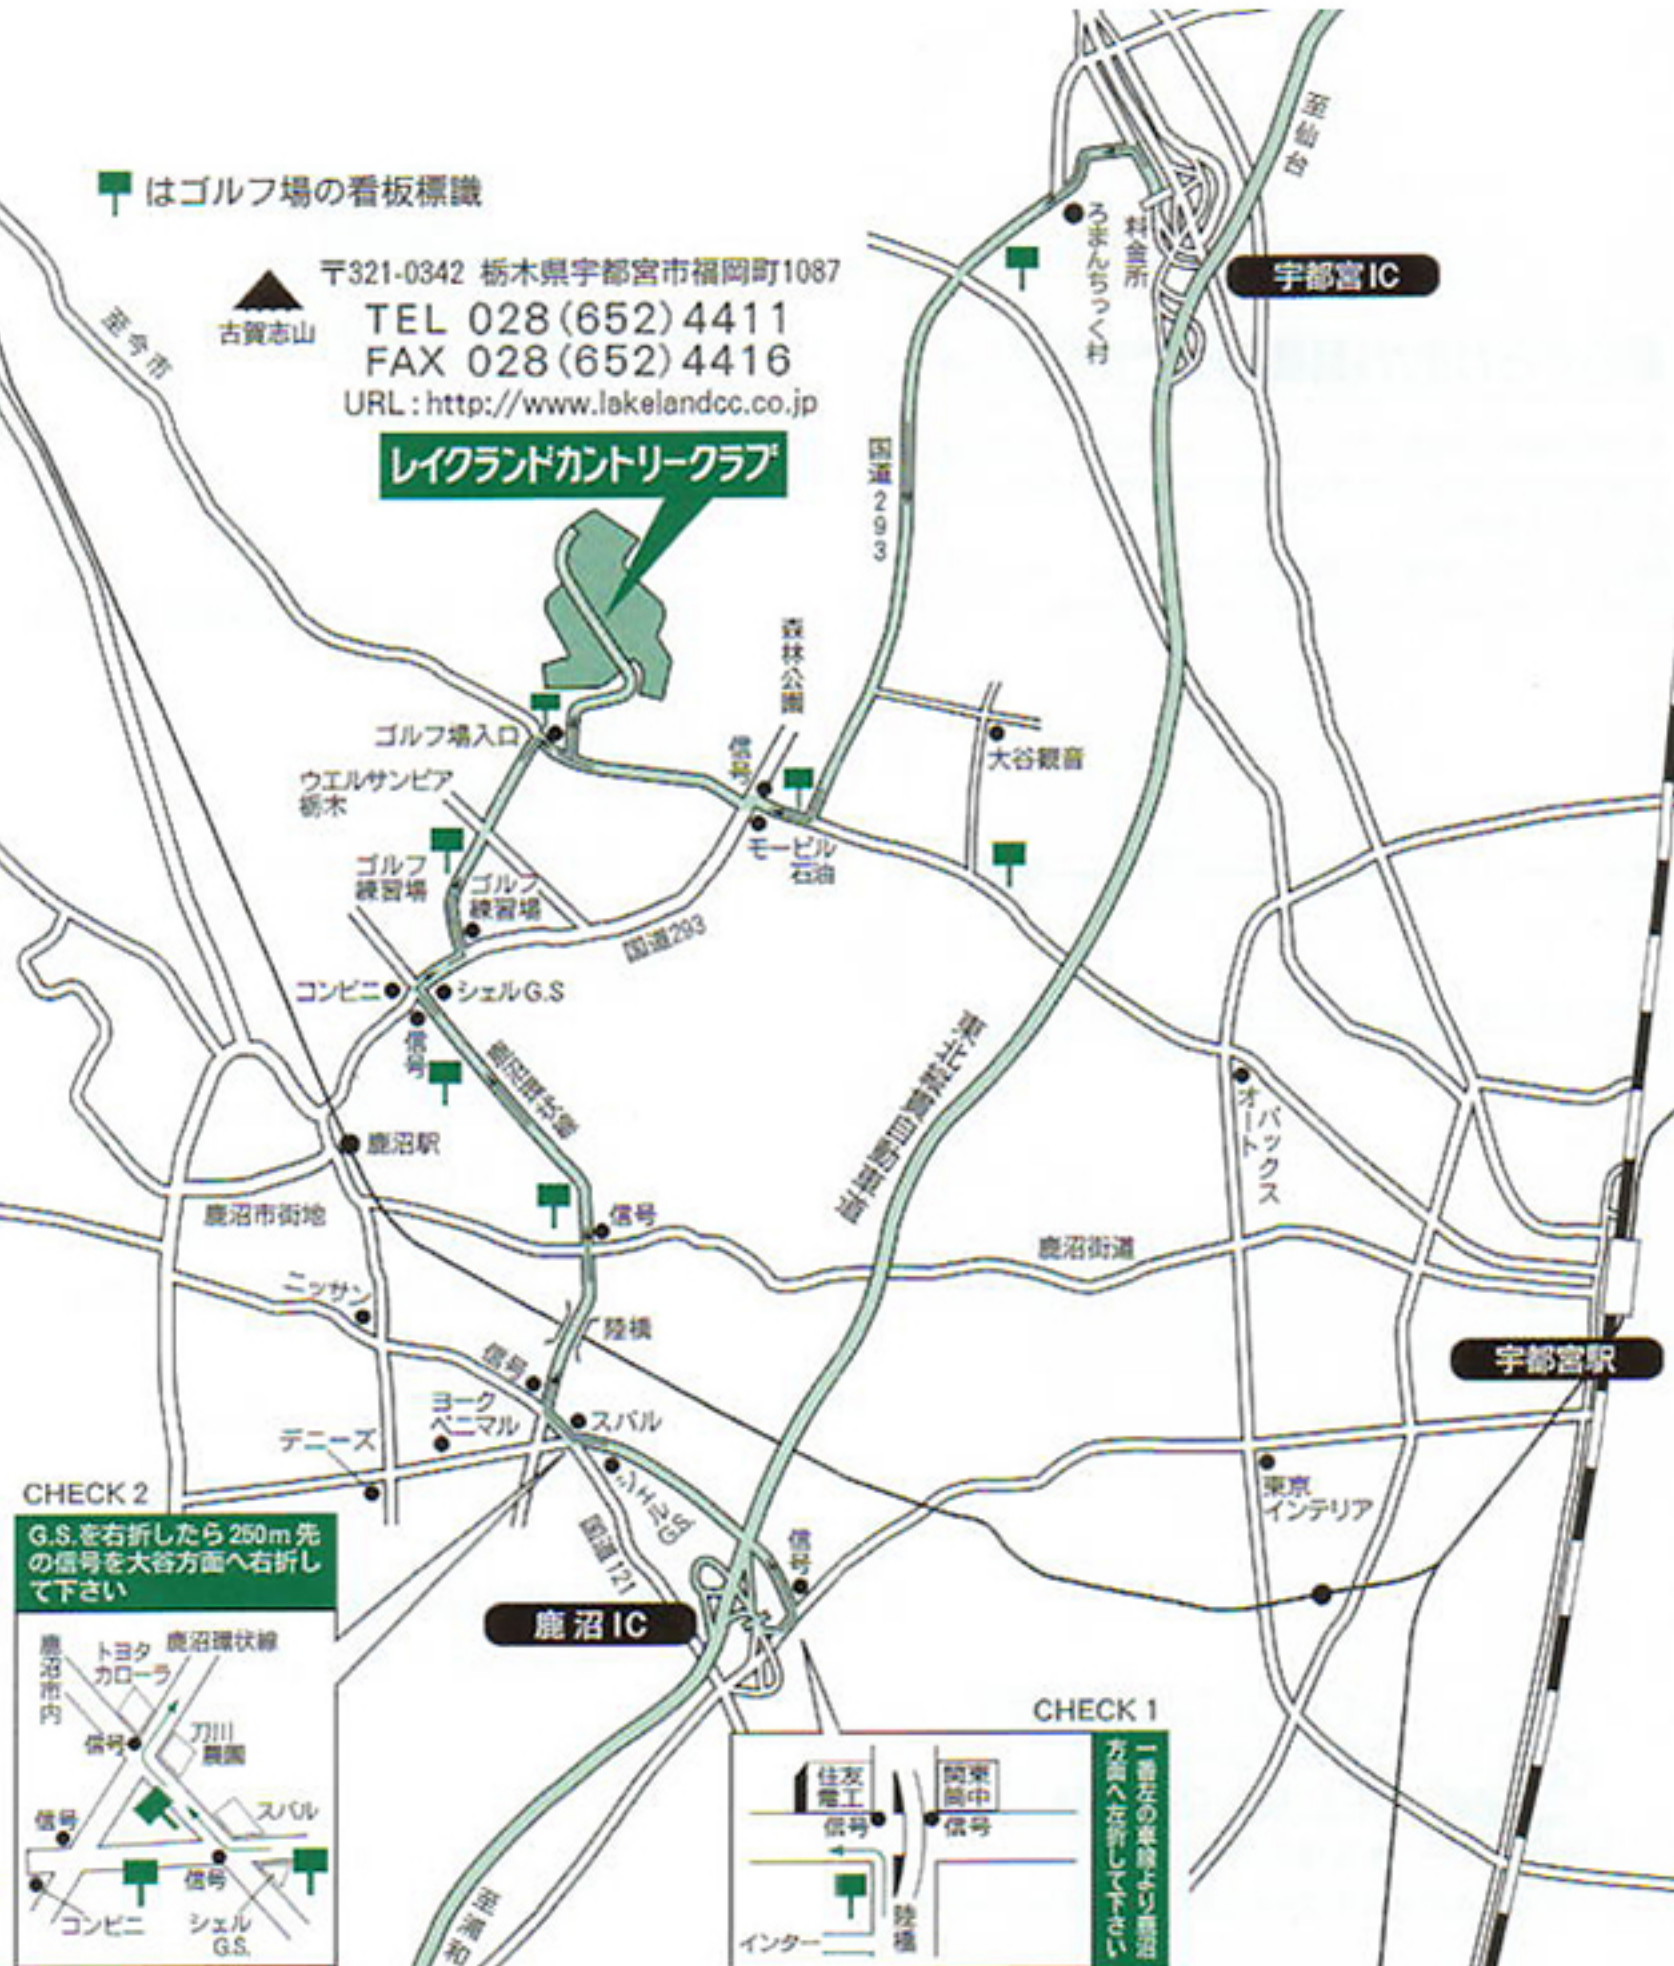 はゴルフ場の看板標識
〒321-0342 栃木県宇都宮市福岡町1087
TEL 028(652)4411
FAX 028(652)4416
URL:http://www.lakelandcc.co.jp
レイクランドカントリークラブ
古賀志山
至今市
至仙台
ろまんちっく村
料金所
宇都宮IC
国道293
森林公園
信号
ゴルフ場入口
大谷観音
ウエルサンピア
栃木
モービル
石油
ゴルフ
練習場
ゴルフ
練習場
国道293
コンビニ
シェルG.S
信号
鹿沼環状線
東北縦貫自動車道
オートバックス
鹿沼駅
鹿沼市街地
信号
鹿沼街道
ニッサン
陸橋
宇都宮駅
信号
ヨーク
ベニマル
スバル
デニーズ
シェルG.S.
国道121
信号
東京
インテリア
鹿沼IC
至浦和
CHECK 2
G.S.を右折したら250m先
の信号を大谷方面へ右折し
て下さい
鹿沼市内
トヨタ
カローラ
鹿沼環状線
信号
刀川
農園
信号
スバル
信号
コンビニ
シェル
G.S.
CHECK 1
一番左の車線より鹿沼
方面へ左折して下さい
住友
電工
関東
筒中
信号
信号
陸橋
インター